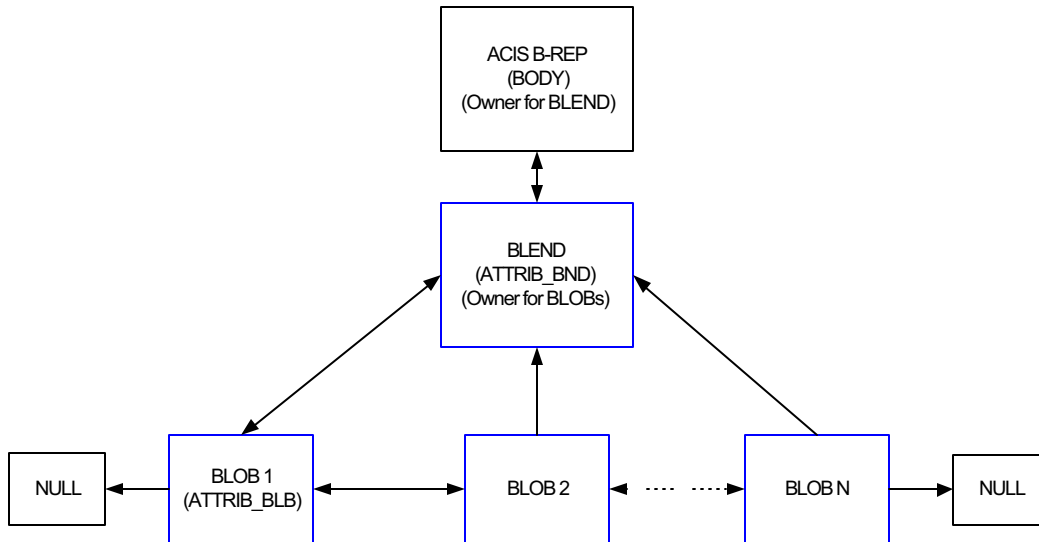 ACIS B-REP
(BODY)
(Owner for BLEND)
BLEND
(ATTRIB_BND)
(Owner for BLOBs)
NULL
BLOB 1
(ATTRIB_BLB)
BLOB 2
BLOB N
NULL